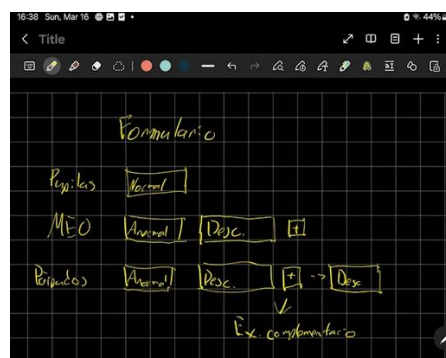 16:38 Sun, Mar 16 44%
Title
Formulario
Pupilas Normal
MEO Anormal Desc. +
Párpados Anormal Desc. + -> Desc
Ex. complementario